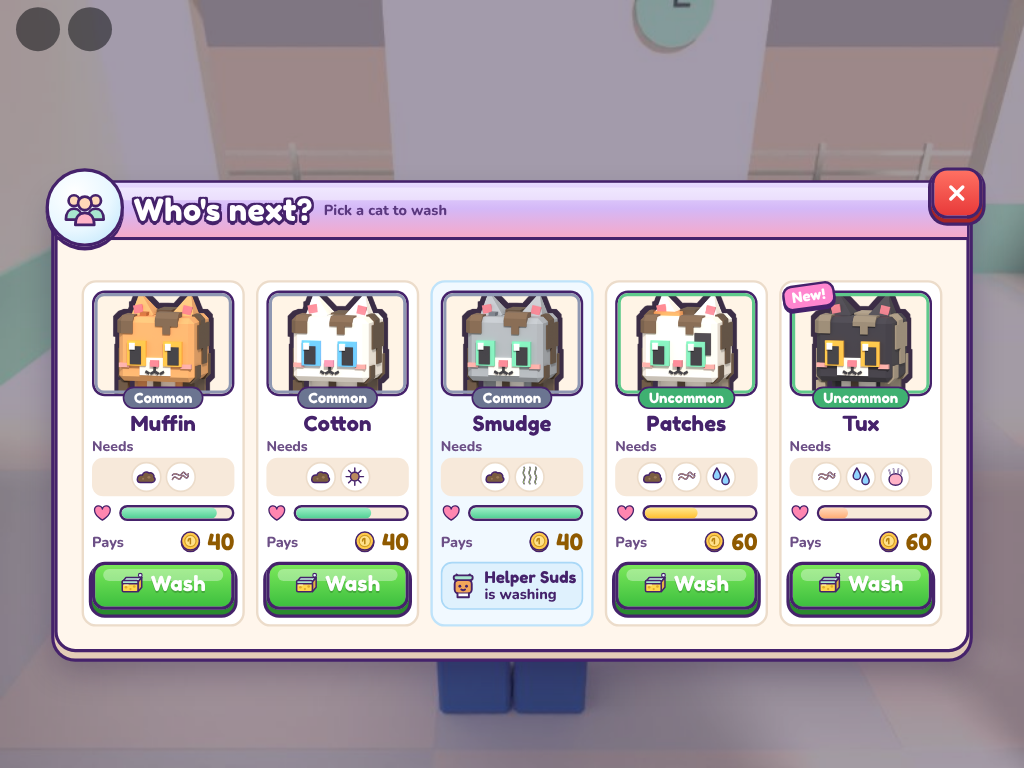 Who's next?
Pick a cat to wash
New!
Common
Common
Common
Uncommon
Uncommon
Muffin
Cotton
Smudge
Patches
Tux
Needs
Needs
Needs
Needs
Needs
Pays
40
Pays
40
Pays
40
Pays
60
Pays
60
Wash
Wash
Helper Suds
is washing
Wash
Wash